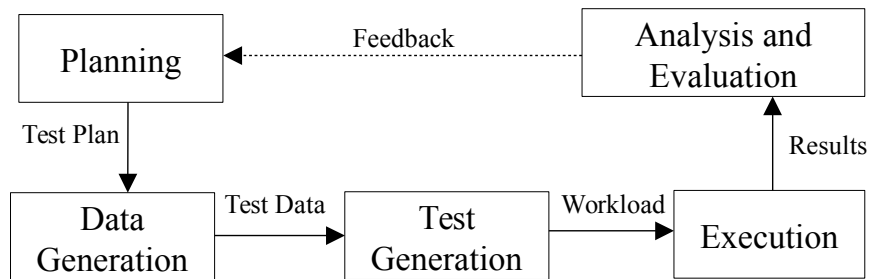 Planning
Feedback
Analysis and
Evaluation
Test Plan
Results
Data
Generation
Test Data
Test
Generation
Workload
Execution